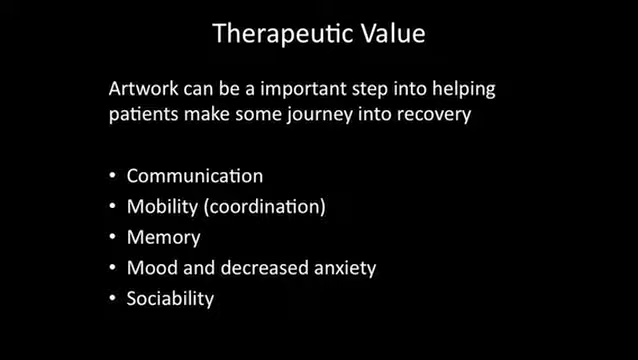 Therapeutic Value
Artwork can be a important step into helping
patients make some journey into recovery
• Communication
• Mobility (coordination)
• Memory
• Mood and decreased anxiety
• Sociability